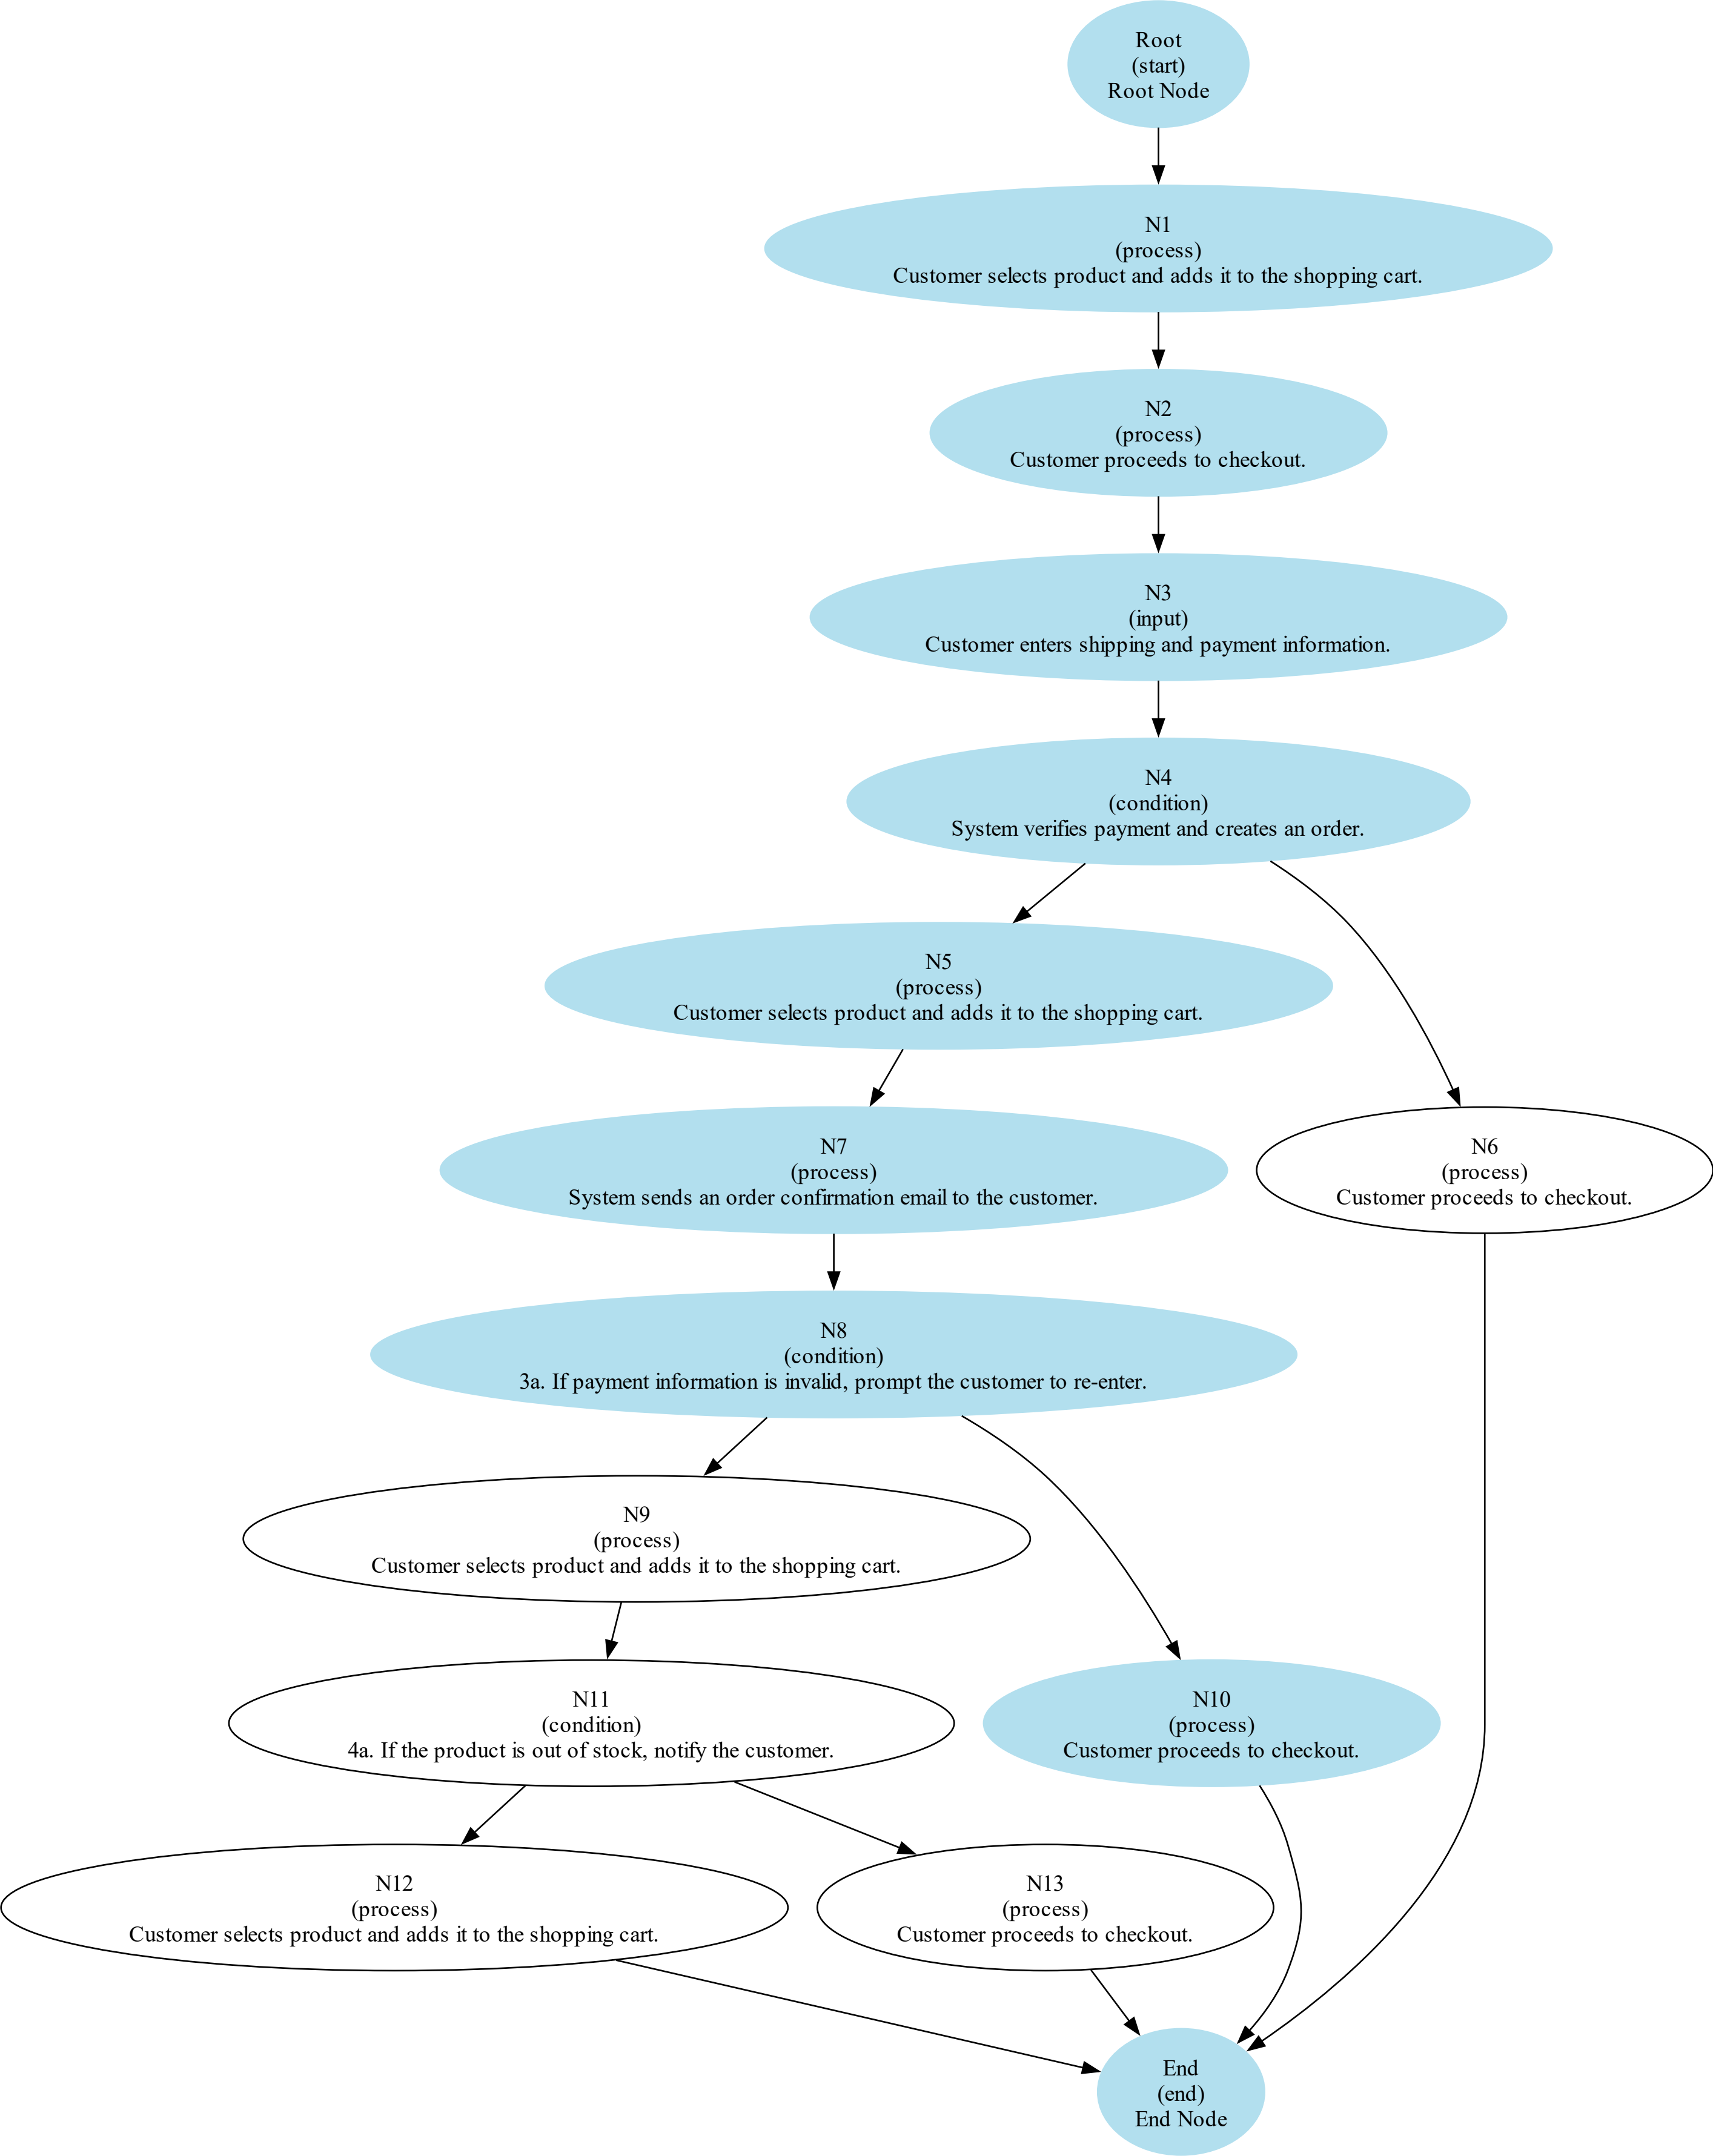 Root
(start)
Root Node
N1
(process)
Customer selects product and adds it to the shopping cart.
N2
(process)
Customer proceeds to checkout.
N3
(input)
Customer enters shipping and payment information.
N4
(condition)
System verifies payment and creates an order.
N5
(process)
Customer selects product and adds it to the shopping cart.
N7
(process)
System sends an order confirmation email to the customer.
N6
(process)
Customer proceeds to checkout.
N8
(condition)
3a. If payment information is invalid, prompt the customer to re-enter.
N9
(process)
Customer selects product and adds it to the shopping cart.
N11
(condition)
4a. If the product is out of stock, notify the customer.
N10
(process)
Customer proceeds to checkout.
N12
(process)
Customer selects product and adds it to the shopping cart.
N13
(process)
Customer proceeds to checkout.
End
(end)
End Node